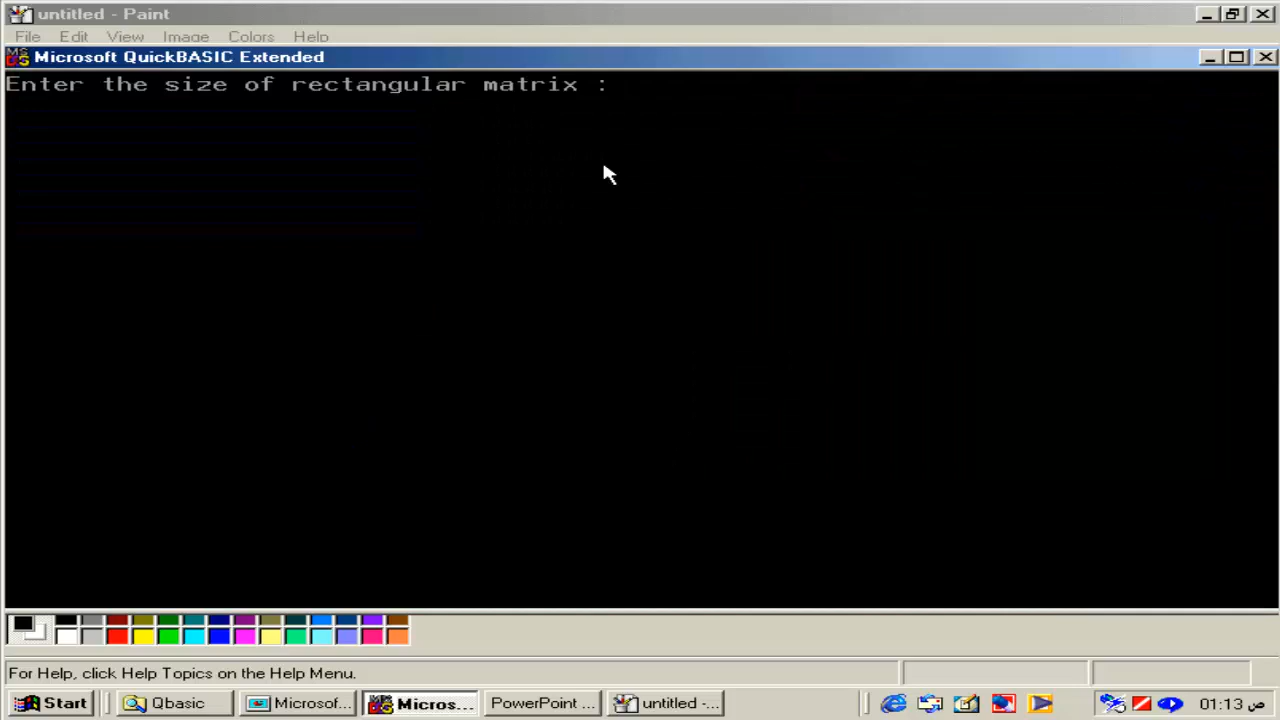 untitled - Paint
File Edit View Image Colors Help
Microsoft QuickBASIC Extended
Enter the size of rectangular matrix :
For Help, click Help Topics on the Help Menu.
Start Qbasic Microsof... Micros... PowerPoint ... untitled -... 01:13 ص